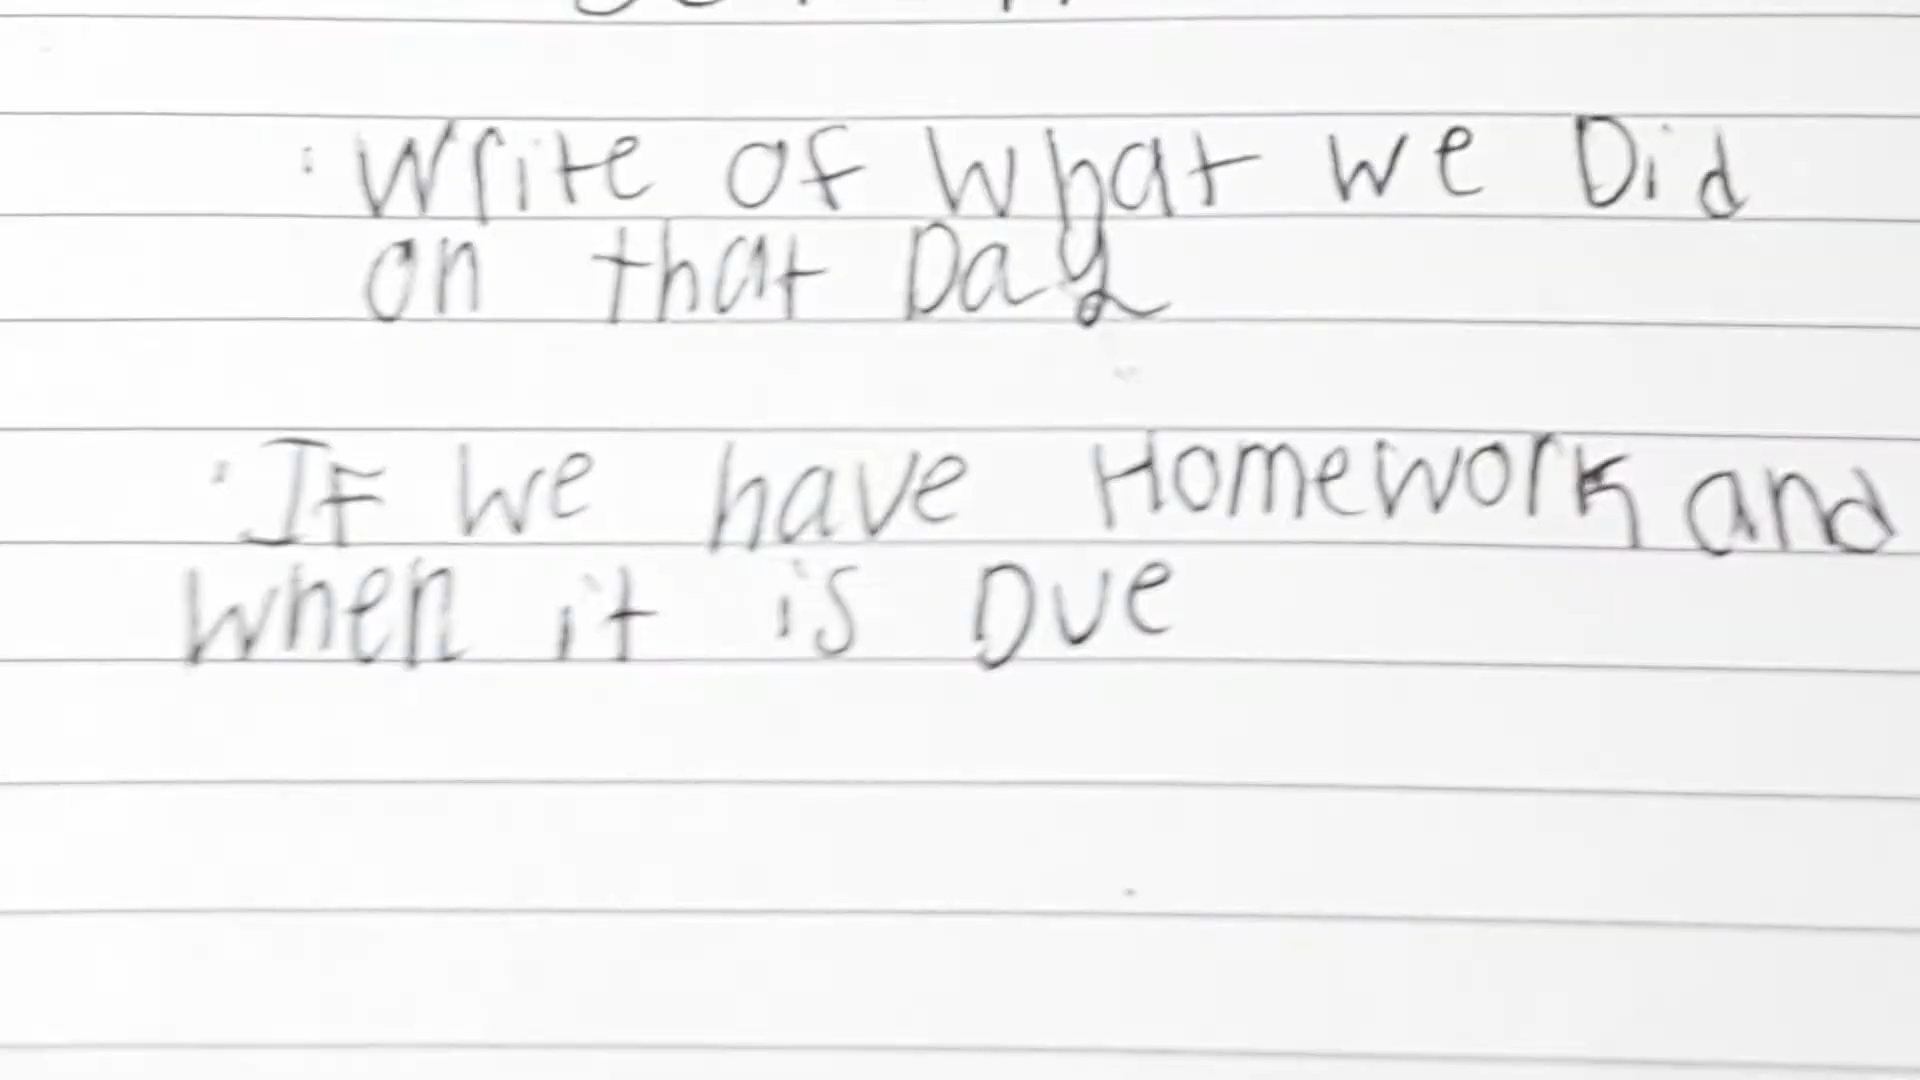 : Write of what we Did
on that Day
· If we have Homework and
when it is Due